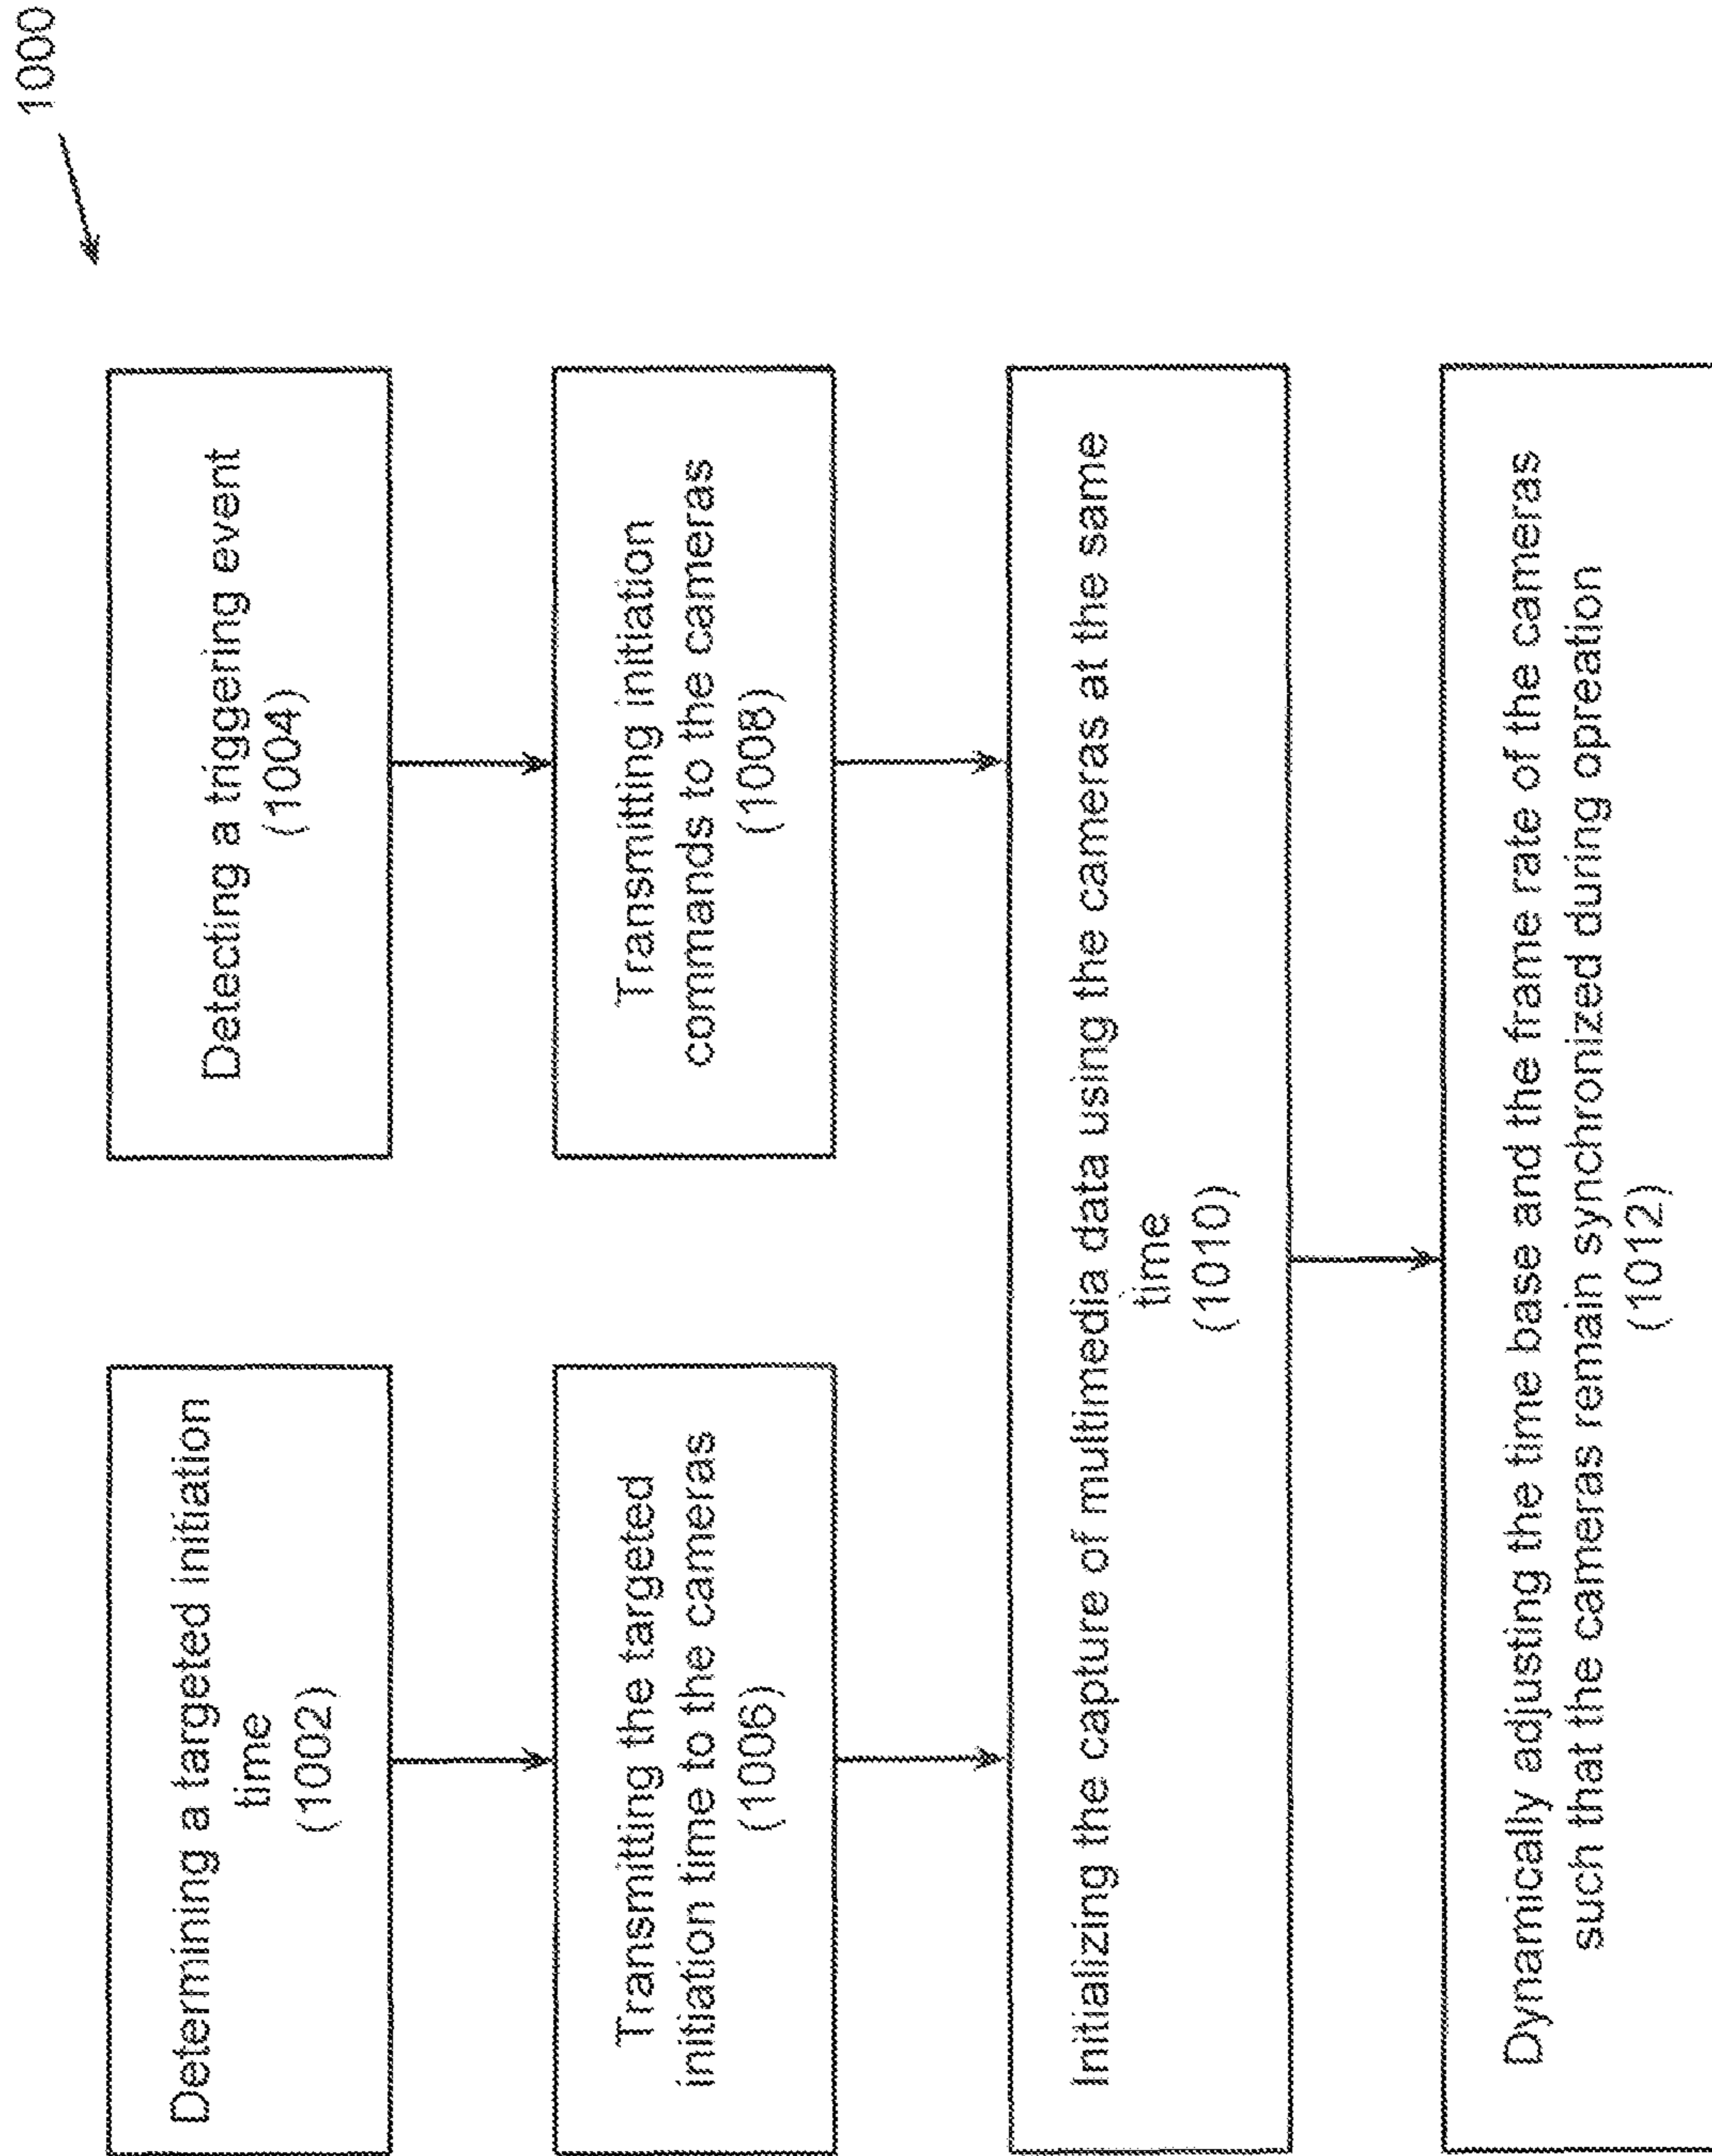 1000
Determining a targeted initiation
time
(1002)
Detecting a triggering event
(1004)
Transmitting the targeted
initiation time to the cameras
(1006)
Transmitting initiation
commands to the cameras
(1008)
Initializing the capture of multimedia data using the cameras at the same
time
(1010)
Dynamically adjusting the time base and the frame rate of the cameras
such that the cameras remain synchronized during opreation
(1012)